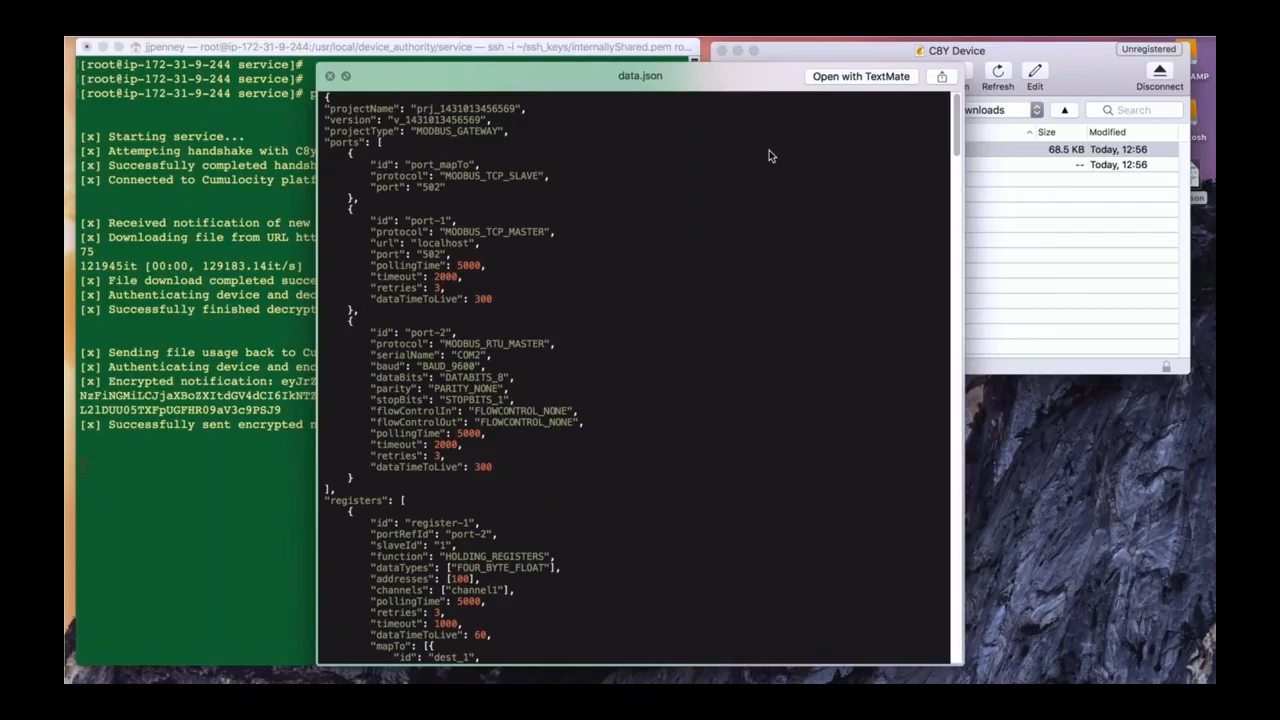 jjpenney — root@ip-172-31-9-244:/usr/local/device_authority/service — ssh -i ~/ssh_keys/internallyShared.pem ro...
[root@ip-172-31-9-244 service]#
[root@ip-172-31-9-244 service]#
[root@ip-172-31-9-244 service]# p
[x] Starting service...
[x] Attempting handshake with C8y
[x] Successfully completed handsh
[x] Connected to Cumulocity platf
[x] Received notification of new
[x] Downloading file from URL htt
75
121945it [00:00, 129183.14it/s]
[x] File download completed succe
[x] Authenticating device and dec
[x] Successfully finished decrypt
[x] Sending file usage back to Cu
[x] Authenticating device and enc
[x] Encrypted notification: eyJrZ
[x] Successfully sent encrypted n
data.json
Open with TextMate
{
"projectName": "prj_1431013456569",
"version": "v_1431013456569",
"projectType": "MODBUS_GATEWAY",
"ports": [
{
"id": "port_mapTo",
"protocol": "MODBUS_TCP_SLAVE",
"port": "502"
},
{
"id": "port-1",
"protocol": "MODBUS_TCP_MASTER",
"url": "localhost",
"port": "502",
"pollingTime": 5000,
"timeout": 2000,
"retries": 3,
"dataTimeToLive": 300
},
{
"id": "port-2",
"protocol": "MODBUS_RTU_MASTER",
"serialName": "COM2",
"baud": "BAUD_9600",
"dataBits": "DATABITS_8",
"parity": "PARITY_NONE",
"stopBits": "STOPBITS_1",
"flowControlIn": "FLOWCONTROL_NONE",
"flowControlOut": "FLOWCONTROL_NONE",
"pollingTime": 5000,
"timeout": 2000,
"retries": 3,
"dataTimeToLive": 300
}
],
"registers": [
{
"id": "register-1",
"portRefId": "port-2",
"slaveId": "1",
"function": "HOLDING_REGISTERS",
"dataTypes": ["FOUR_BYTE_FLOAT"],
"addresses": [100],
"channels": ["channel1"],
"pollingTime": 5000,
"retries": 3,
"timeout": 1000,
"dataTimeToLive": 60,
"mapTo": [{
"id": "dest_1",
C8Y Device
Unregistered
Refresh
Edit
Disconnect
wnloads
Search
Size
Modified
68.5 KB Today, 12:56
-- Today, 12:56